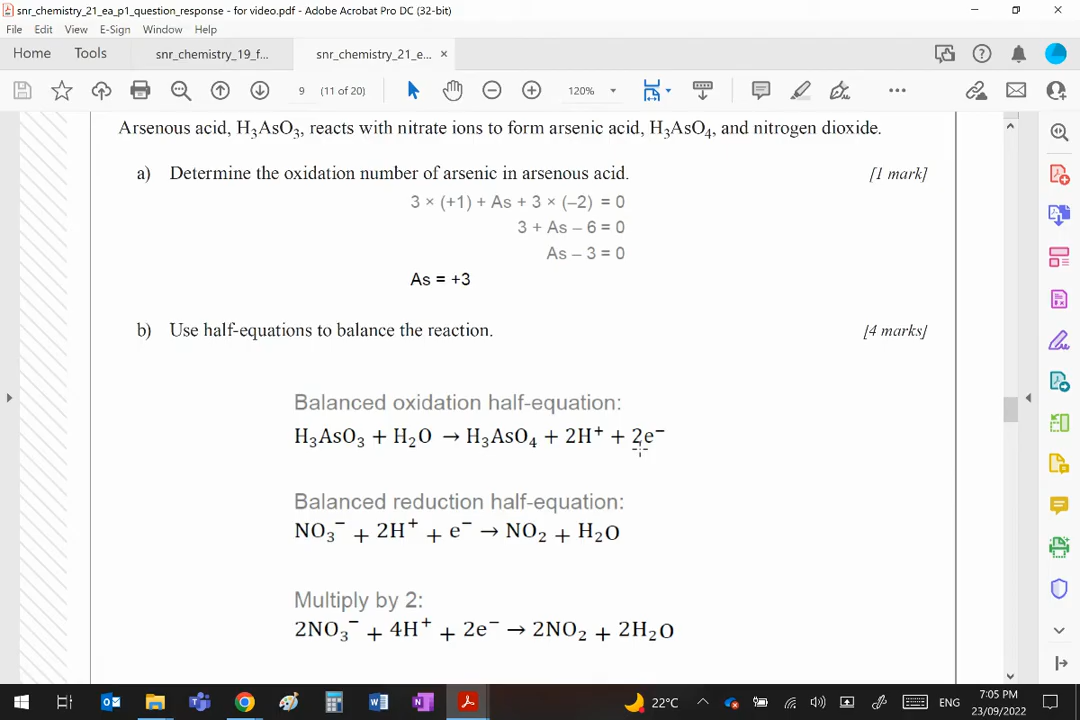 snr_chemistry_21_ea_p1_question_response - for video.pdf - Adobe Acrobat Pro DC (32-bit)
File Edit View E-Sign Window Help
Home Tools snr_chemistry_19_f... snr_chemistry_21_e... ×
9 (11 of 20) 120%
Arsenous acid, H₃AsO₃, reacts with nitrate ions to form arsenic acid, H₃AsO₄, and nitrogen dioxide.
a) Determine the oxidation number of arsenic in arsenous acid. [1 mark]
3 × (+1) + As + 3 × (–2) = 0
3 + As – 6 = 0
As – 3 = 0
As = +3
b) Use half-equations to balance the reaction. [4 marks]
Balanced oxidation half-equation:
H₃AsO₃ + H₂O → H₃AsO₄ + 2H⁺ + 2e⁻
Balanced reduction half-equation:
NO₃⁻ + 2H⁺ + e⁻ → NO₂ + H₂O
Multiply by 2:
2NO₃⁻ + 4H⁺ + 2e⁻ → 2NO₂ + 2H₂O
22°C ENG 7:05 PM
23/09/2022